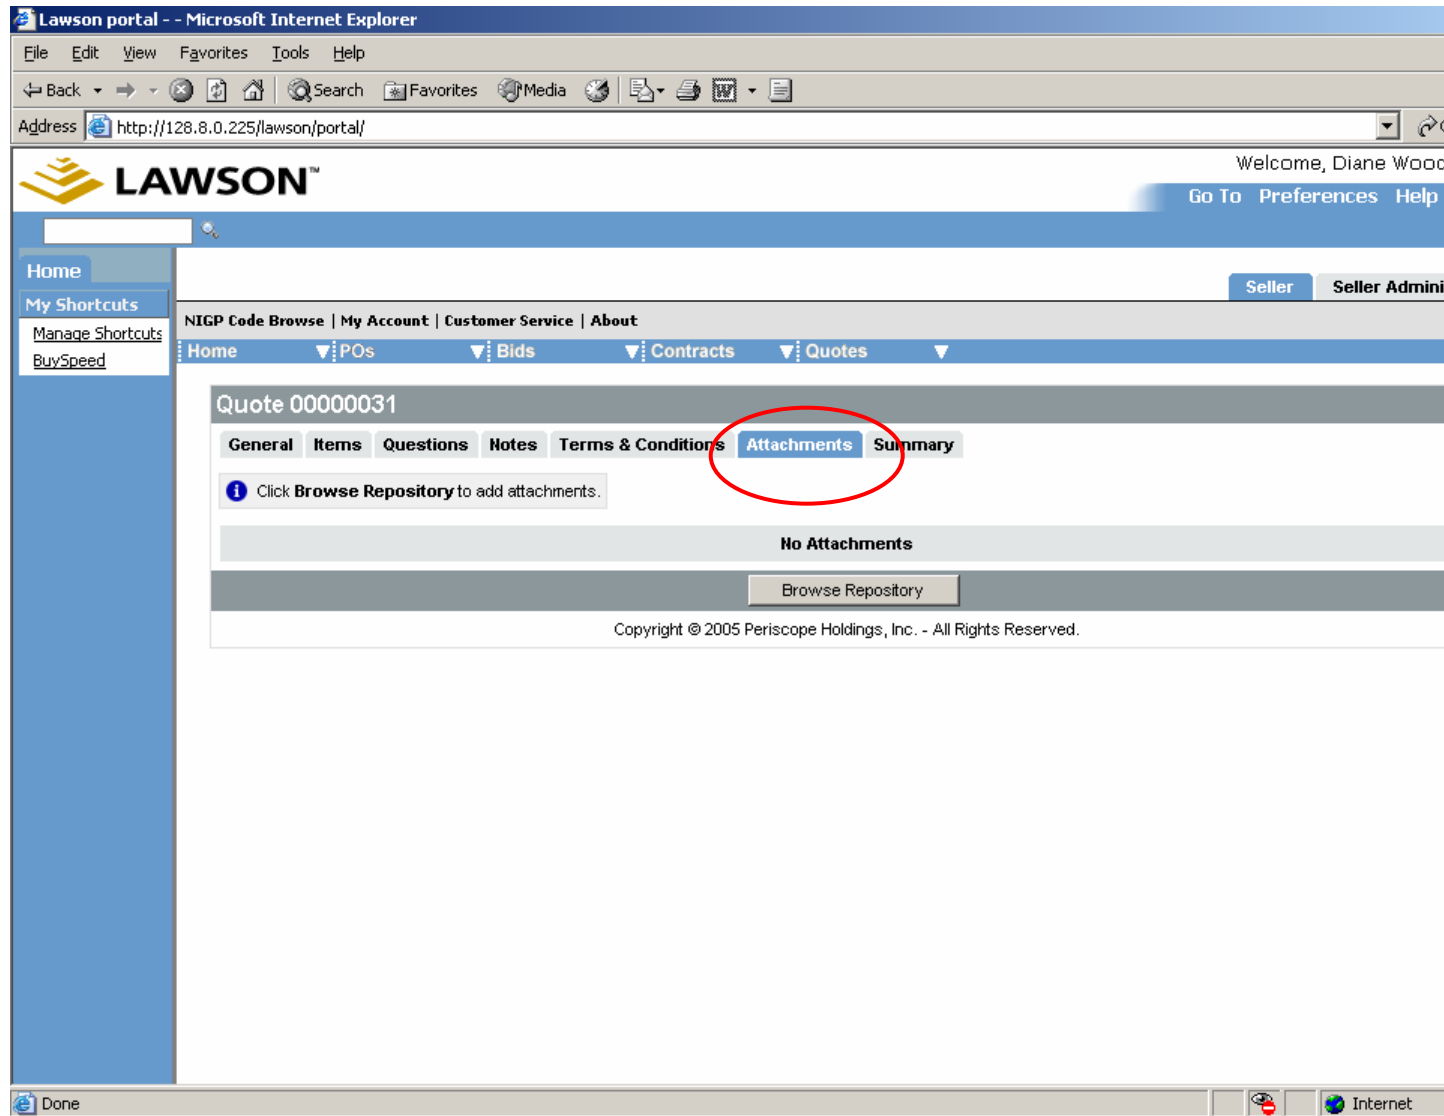 Lawson portal - - Microsoft Internet Explorer
File Edit View Favorites Tools Help
Back Search Favorites Media
Address http://128.8.0.225/lawson/portal/
LAWSON™
Welcome, Diane Wood
Go To Preferences Help
Home
Seller Seller Admini
My Shortcuts
Manage Shortcuts
BuySpeed
NIGP Code Browse | My Account | Customer Service | About
Home POs Bids Contracts Quotes
Quote 00000031
General Items Questions Notes Terms & Conditions Attachments Summary
Click Browse Repository to add attachments.
No Attachments
Browse Repository
Copyright © 2005 Periscope Holdings, Inc. - All Rights Reserved.
Done Internet